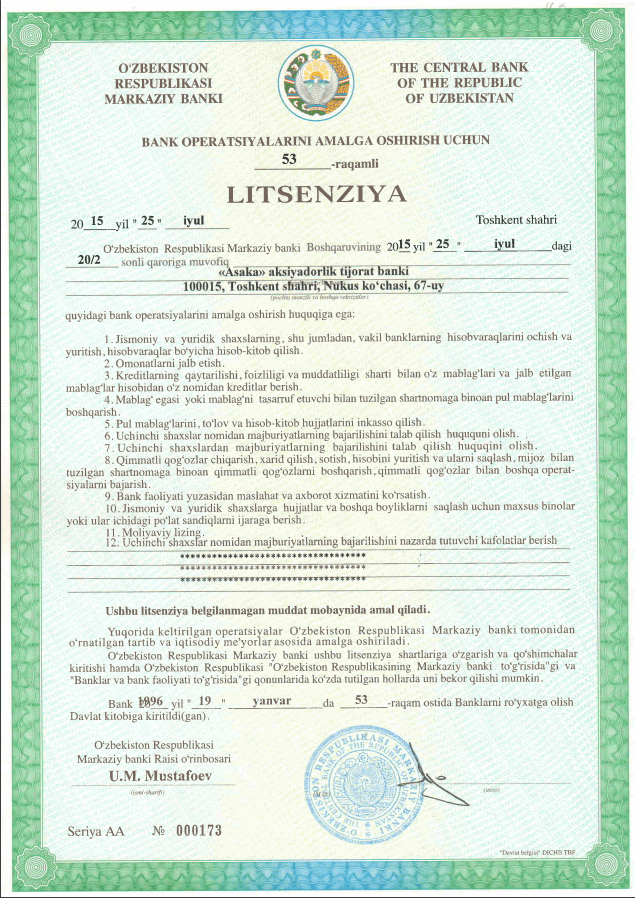 O'ZBEKISTON
RESPUBLIKASI
MARKAZIY BANKI
THE CENTRAL BANK
OF THE REPUBLIC
OF UZBEKISTAN
BANK OPERATSIYALARINI AMALGA OSHIRISH UCHUN
53 -raqamli
LITSENZIYA
20 15 yil " 25 " iyul Toshkent shahri
O'zbekiston Respublikasi Markaziy banki Boshqaruvining 2015 yil " 25 " iyul dagi
20/2 sonli qaroriga muvofiq
«Asaka» aksiyadorlik tijorat banki
100015, Toshkent shahri, Nukus ko‘chasi, 67-uy
(pochta manzili va boshqa rekvizitlar)
quyidagi bank operatsiyalarini amalga oshirish huquqiga ega:
1. Jismoniy va yuridik shaxslarning, shu jumladan, vakil banklarning hisobvaraqlarini ochish va
yuritish, hisobvaraqlar bo'yicha hisob-kitob qilish.
2. Omonatlarni jalb etish.
3. Kreditlarning qaytarilishi, foizliligi va muddatliligi sharti bilan o'z mablag'lari va jalb etilgan
mablag'lar hisobidan o'z nomidan kreditlar berish.
4. Mablag' egasi yoki mablag'ni tasarruf etuvchi bilan tuzilgan shartnomaga binoan pul mablag'larini
boshqarish.
5. Pul mablag'larini, to'lov va hisob-kitob hujjatlarini inkasso qilish.
6. Uchinchi shaxslar nomidan majburiyatlarning bajarilishini talab qilish huququni olish.
7. Uchinchi shaxslardan majburiyatlarning bajarilishini talab qilish huquqini olish.
8. Qimmatli qog'ozlar chiqarish, xarid qilish, sotish, hisobini yuritish va ularni saqlash, mijoz bilan
tuzilgan shartnomaga binoan qimmatli qog'ozlarni boshqarish, qimmatli qog'ozlar bilan boshqa operat-
siyalarni bajarish.
9. Bank faoliyati yuzasidan maslahat va axborot xizmatini ko'rsatish.
10. Jismoniy va yuridik shaxslarga hujjatlar va boshqa boyliklarni saqlash uchun maxsus binolar
yoki ular ichidagi po'lat sandiqlarni ijaraga berish.
11. Moliyaviy lizing.
12. Uchinchi shaxslar nomidan majburiyatlarning bajarilishini nazarda tutuvchi kafolatlar berish
**********************************
**********************************
**********************************
Ushbu litsenziya belgilanmagan muddat mobaynida amal qiladi.
Yuqorida keltirilgan operatsiyalar O'zbekiston Respublikasi Markaziy banki tomonidan
o'rnatilgan tartib va iqtisodiy me'yorlar asosida amalga oshiriladi.
O'zbekiston Respublikasi Markaziy banki ushbu litsenziya shartlariga o'zgarish va qo'shimchalar
kiritishi hamda O'zbekiston Respublikasi "O'zbekiston Respublikasining Markaziy banki to'g'risida"gi va
"Banklar va bank faoliyati to'g'risida"gi qonunlarida ko'zda tutilgan hollarda uni bekor qilishi mumkin.
Bank 1996 yil " 19 " yanvar da 53 -raqam ostida Banklarni ro'yxatga olish
Davlat kitobiga kiritildi(gan).
O'zbekiston Respublikasi
Markaziy banki Raisi o'rinbosari
U.M. Mustafoev
(ismi-sharifi)
(imzo)
O'ZBEKISTON RESPUBLIKASI MARKAZIY BANKI
THE CENTRAL BANK OF THE REPUBLIC OF UZBEKISTAN
Seriya AA № 000173
"Davlat belgisi" DICHB.TBF.